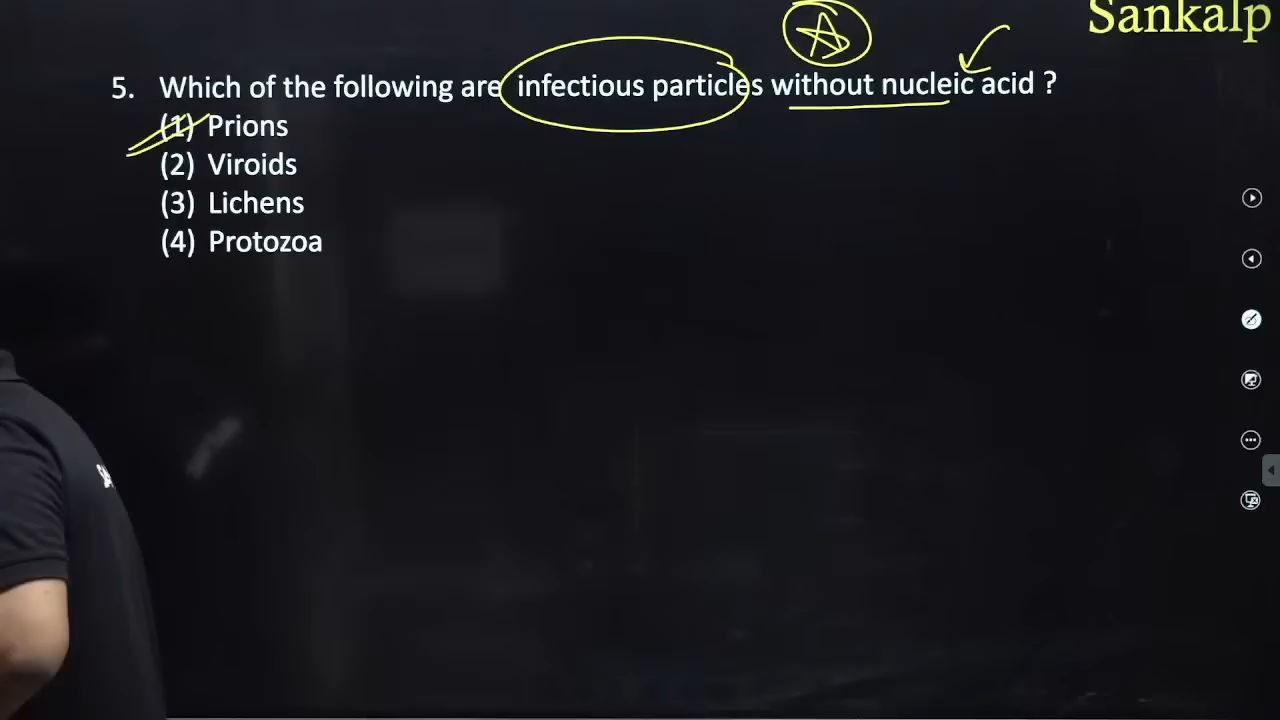 Sankalp
5. Which of the following are infectious particles without nucleic acid ?
(1) Prions
(2) Viroids
(3) Lichens
(4) Protozoa